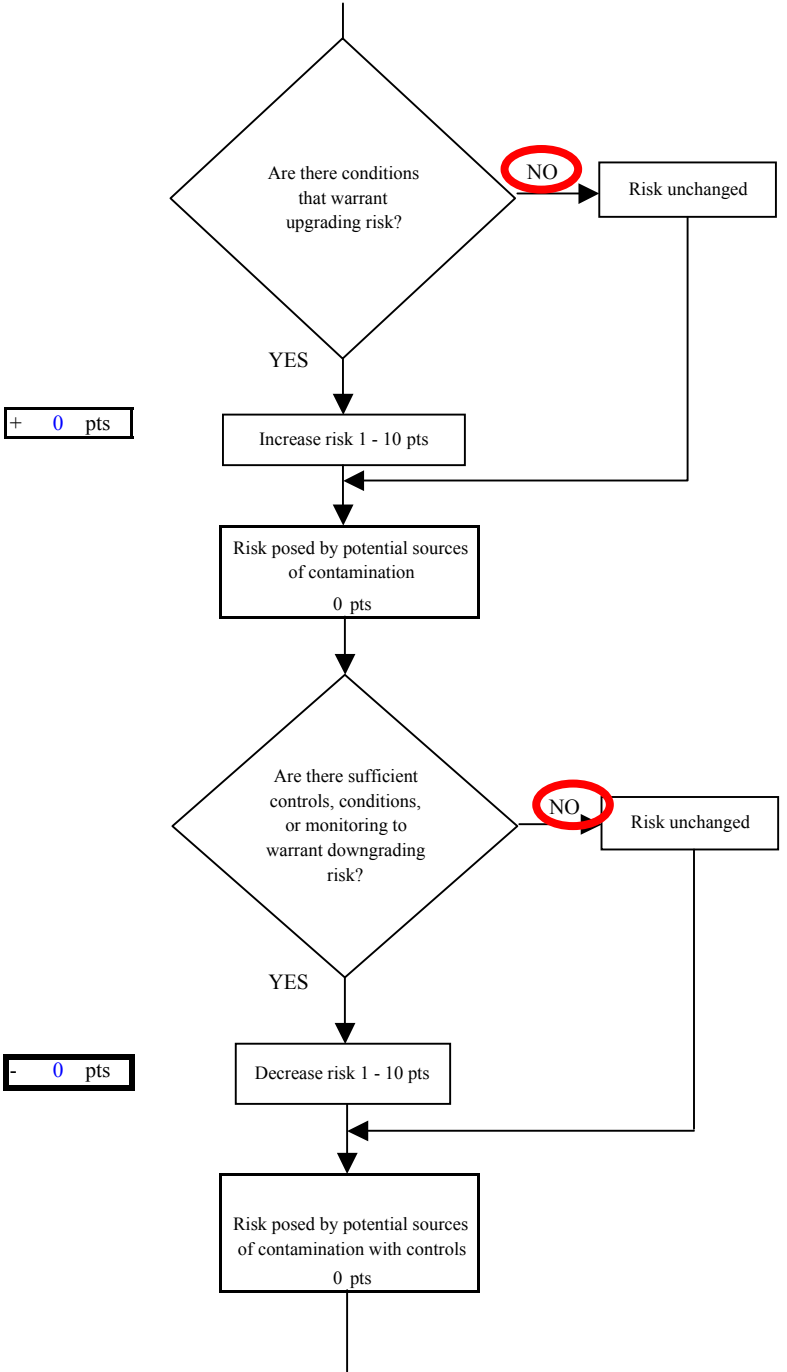 Are there conditions
that warrant
upgrading risk?
NO
Risk unchanged
YES
+ 0 pts
Increase risk 1 - 10 pts
Risk posed by potential sources
of contamination
0 pts
Are there sufficient
controls, conditions,
or monitoring to
warrant downgrading
risk?
NO
Risk unchanged
YES
- 0 pts
Decrease risk 1 - 10 pts
Risk posed by potential sources
of contamination with controls
0 pts